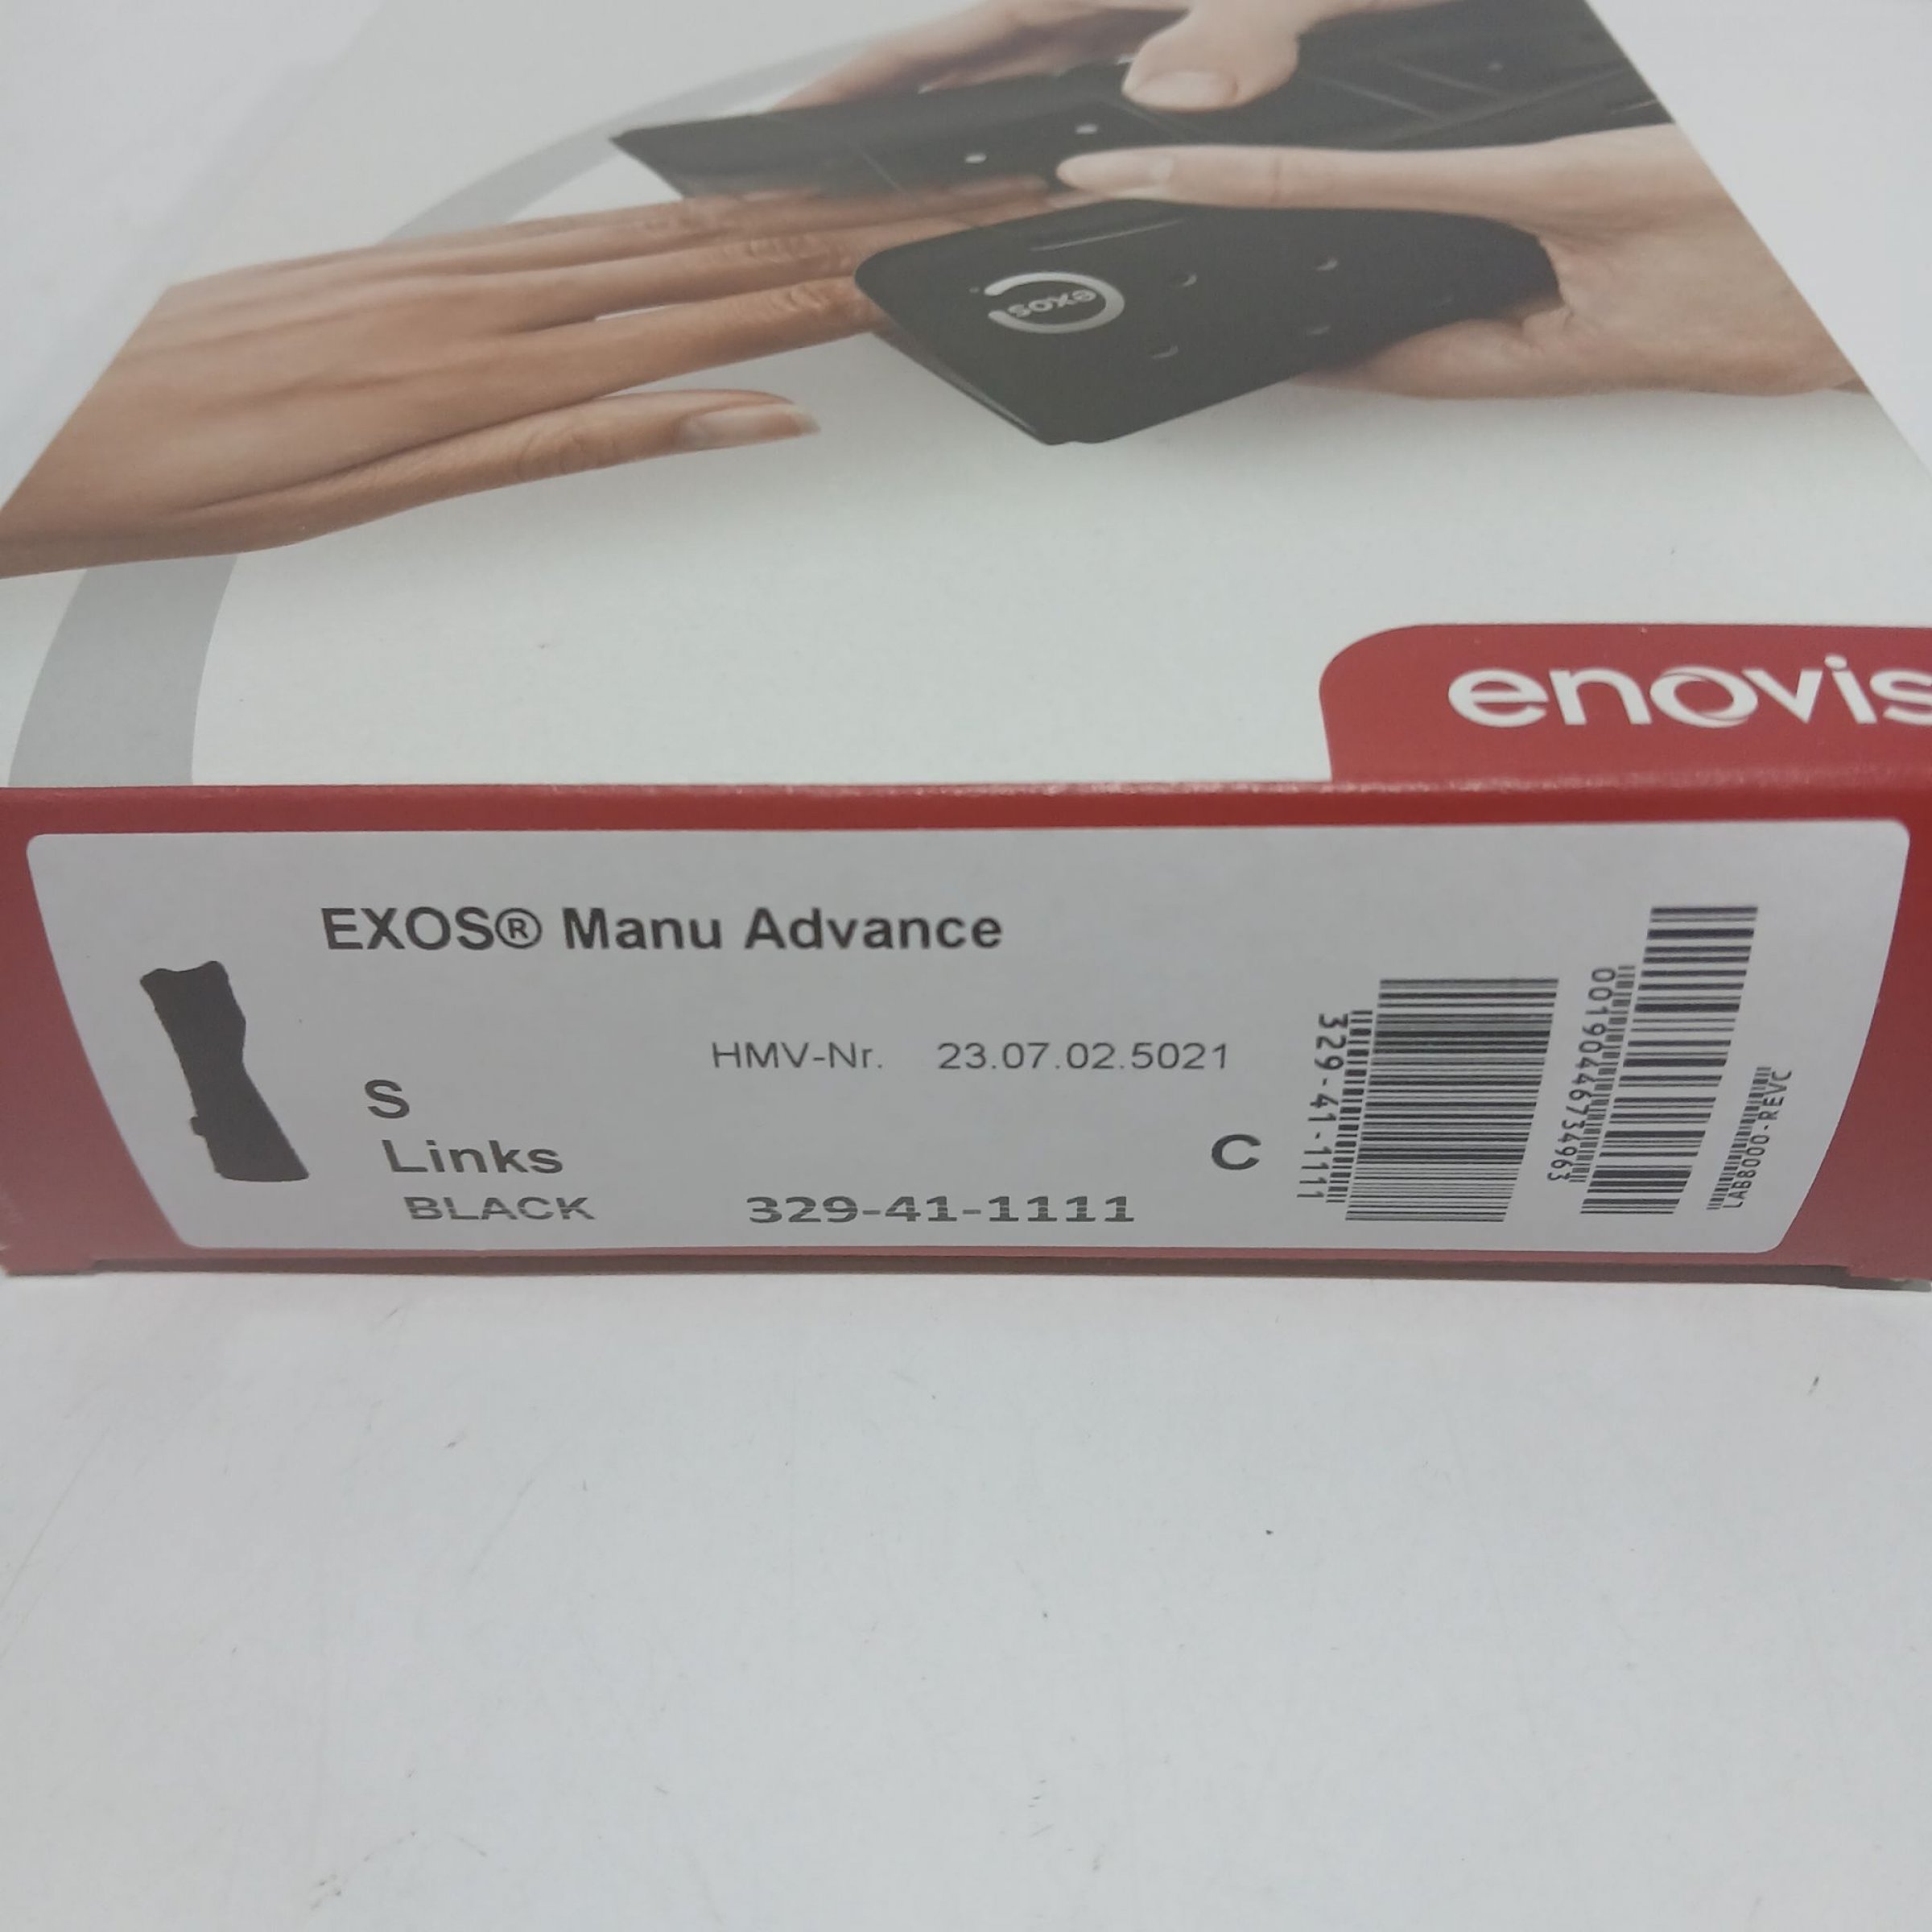 exos
enovis
EXOS® Manu Advance
HMV-Nr. 23.07.02.5021
S
Links
C
BLACK 329-41-1111
329-41-1111
00190446734963
LAB8000-REVC